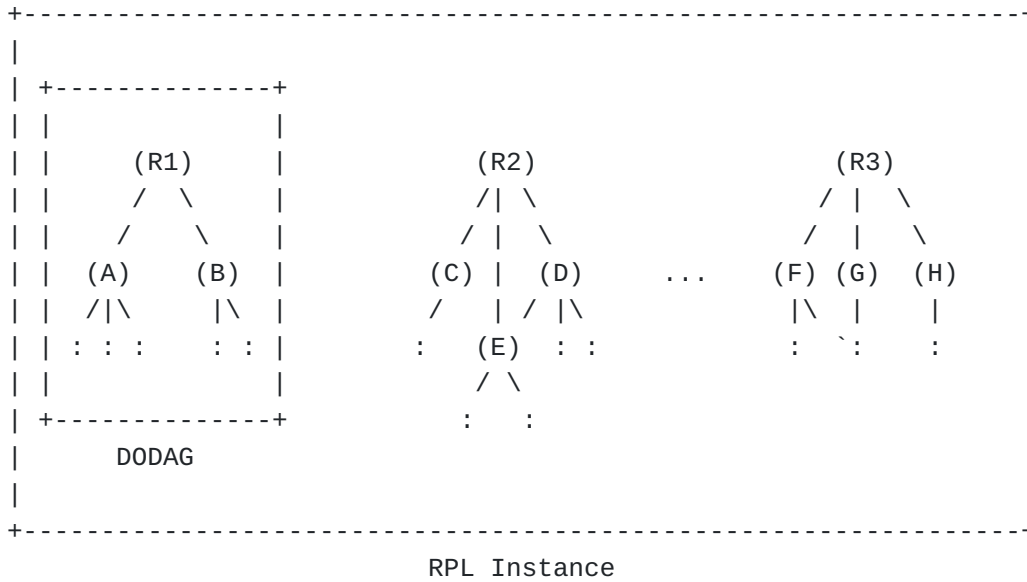 (R1) (R2) (R3)
(A) (B) (C) (D) ... (F) (G) (H)
: : : : : : (E) : : : `: :
: :
DODAG
RPL Instance